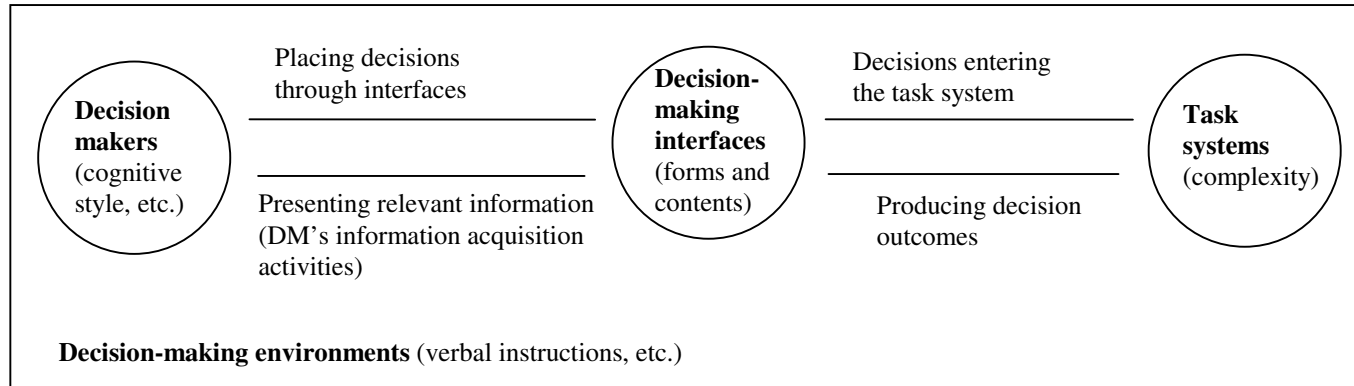 Decision
makers
(cognitive
style, etc.)
Placing decisions
through interfaces
Presenting relevant information
(DM’s information acquisition
activities)
Decision-
making
interfaces
(forms and
contents)
Decisions entering
the task system
Producing decision
outcomes
Task
systems
(complexity)
Decision-making environments (verbal instructions, etc.)